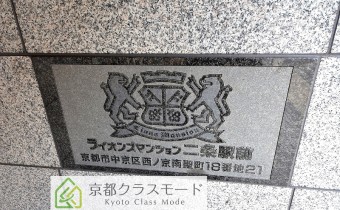 Lions Mansion
ライオンズマンション二条駅前
京都市中京区西ノ京南聖町18番地21
京都クラスモード
Kyoto Class Mode